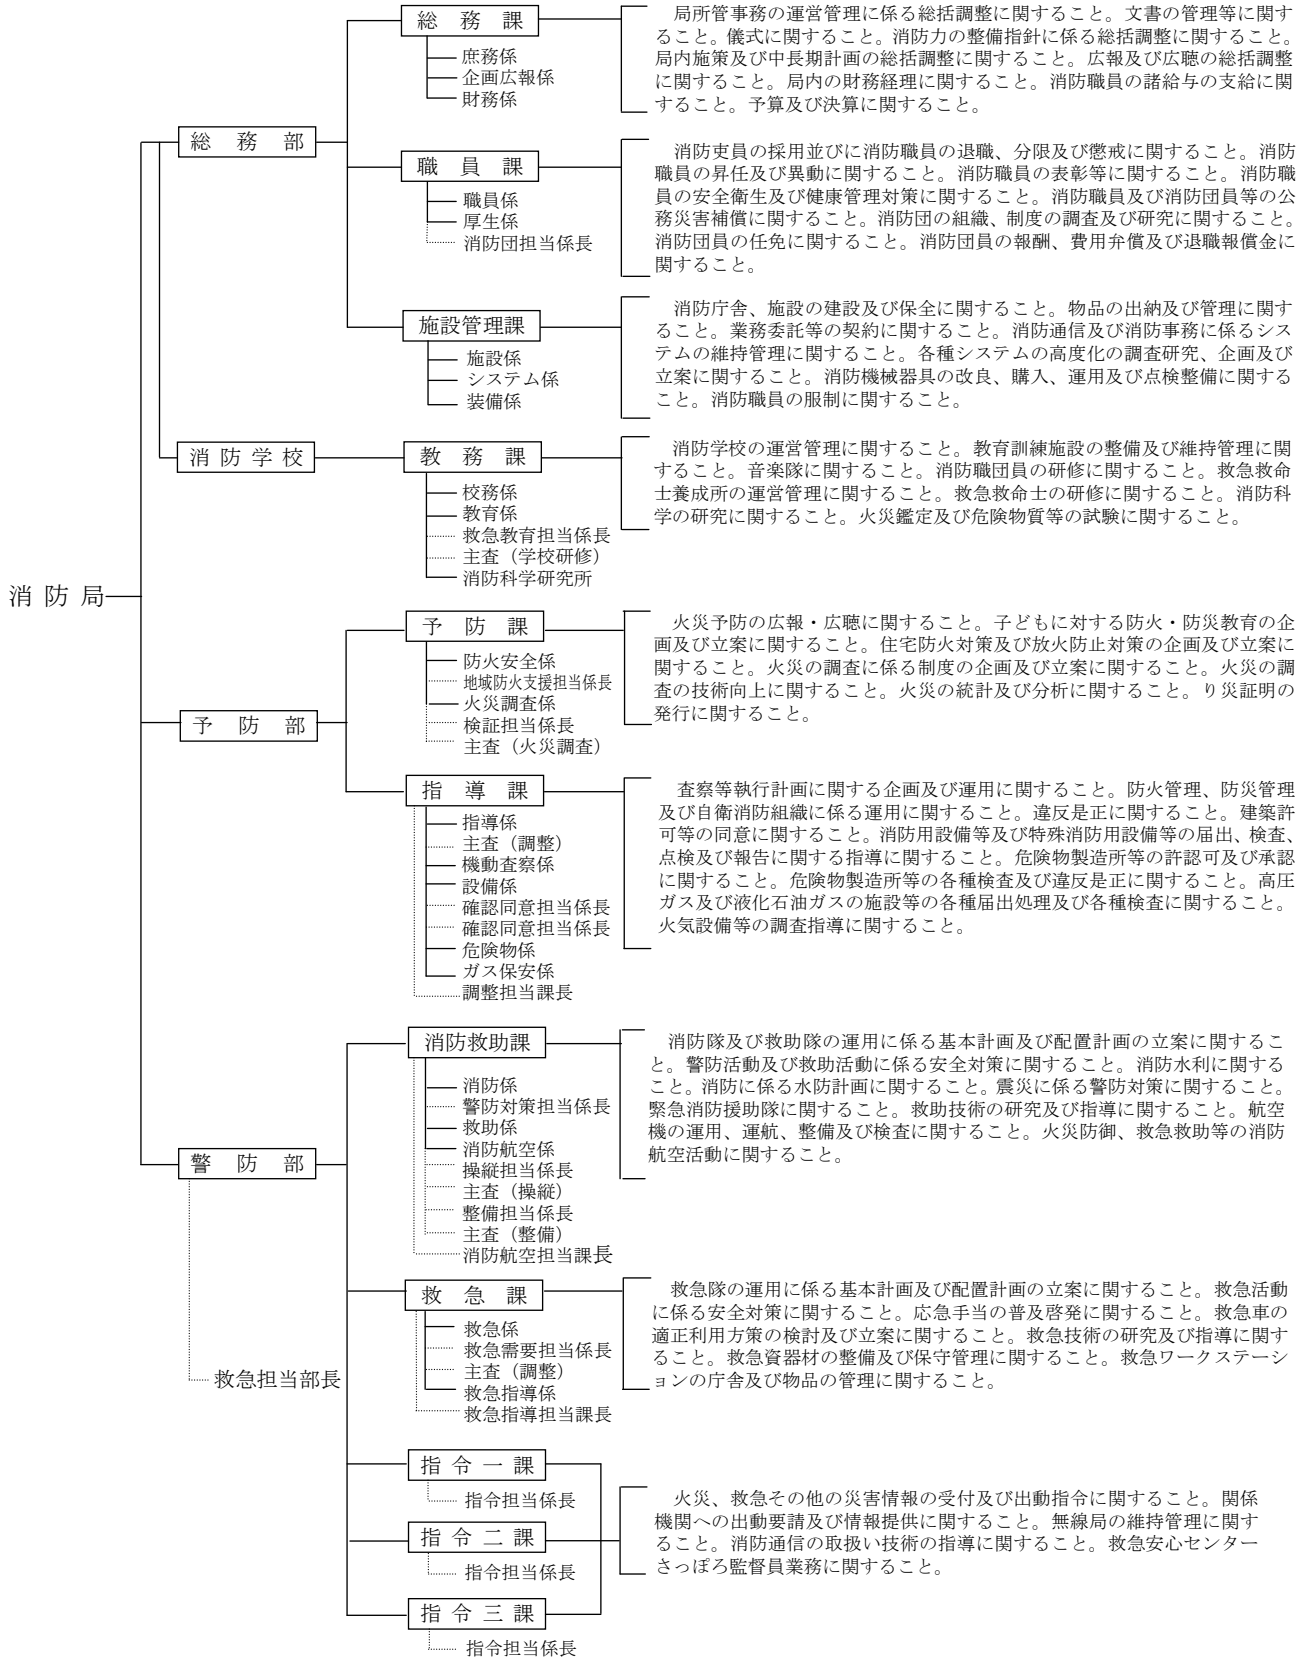 消防局
総務部
総務課
庶務係
企画広報係
財務係
局所管事務の運営管理に係る総括調整に関すること。文書の管理等に関す
ること。儀式に関すること。消防力の整備指針に係る総括調整に関すること。
局内施策及び中長期計画の総括調整に関すること。広報及び広聴の総括調整
に関すること。局内の財務経理に関すること。消防職員の諸給与の支給に関
すること。予算及び決算に関すること。
職員課
職員係
厚生係
消防団担当係長
消防吏員の採用並びに消防職員の退職、分限及び懲戒に関すること。消防
職員の昇任及び異動に関すること。消防職員の表彰等に関すること。消防職
員の安全衛生及び健康管理対策に関すること。消防職員及び消防団員等の公
務災害補償に関すること。消防団の組織、制度の調査及び研究に関すること。
消防団員の任免に関すること。消防団員の報酬、費用弁償及び退職報償金に
関すること。
施設管理課
施設係
システム係
装備係
消防庁舎、施設の建設及び保全に関すること。物品の出納及び管理に関す
ること。業務委託等の契約に関すること。消防通信及び消防事務に係るシス
テムの維持管理に関すること。各種システムの高度化の調査研究、企画及び
立案に関すること。消防機械器具の改良、購入、運用及び点検整備に関する
こと。消防職員の服制に関すること。
消防学校
教務課
校務係
教育係
救急教育担当係長
主査（学校研修）
消防科学研究所
消防学校の運営管理に関すること。教育訓練施設の整備及び維持管理に関
すること。音楽隊に関すること。消防職団員の研修に関すること。救急救命
士養成所の運営管理に関すること。救急救命士の研修に関すること。消防科
学の研究に関すること。火災鑑定及び危険物質等の試験に関すること。
予防部
予防課
防火安全係
地域防火支援担当係長
火災調査係
検証担当係長
主査（火災調査）
火災予防の広報・広聴に関すること。子どもに対する防火・防災教育の企
画及び立案に関すること。住宅防火対策及び放火防止対策の企画及び立案に
関すること。火災の調査に係る制度の企画及び立案に関すること。火災の調
査の技術向上に関すること。火災の統計及び分析に関すること。り災証明の
発行に関すること。
指導課
指導係
主査（調整）
機動査察係
設備係
確認同意担当係長
確認同意担当係長
危険物係
ガス保安係
調整担当課長
査察等執行計画に関する企画及び運用に関すること。防火管理、防災管理
及び自衛消防組織に係る運用に関すること。違反是正に関すること。建築許
可等の同意に関すること。消防用設備等及び特殊消防用設備等の届出、検査、
点検及び報告に関する指導に関すること。危険物製造所等の許認可及び承認
に関すること。危険物製造所等の各種検査及び違反是正に関すること。高圧
ガス及び液化石油ガスの施設等の各種届出処理及び各種検査に関すること。
火気設備等の調査指導に関すること。
警防部
救急担当部長
消防救助課
消防係
警防対策担当係長
救助係
消防航空係
操縦担当係長
主査（操縦）
整備担当係長
主査（整備）
消防航空担当課長
消防隊及び救助隊の運用に係る基本計画及び配置計画の立案に関するこ
と。警防活動及び救助活動に係る安全対策に関すること。消防水利に関する
こと。消防に係る水防計画に関すること。震災に係る警防対策に関すること。
緊急消防援助隊に関すること。救助技術の研究及び指導に関すること。航空
機の運用、運航、整備及び検査に関すること。火災防御、救急救助等の消防
航空活動に関すること。
救急課
救急係
救急需要担当係長
主査（調整）
救急指導係
救急指導担当課長
救急隊の運用に係る基本計画及び配置計画の立案に関すること。救急活動
に係る安全対策に関すること。応急手当の普及啓発に関すること。救急車の
適正利用方策の検討及び立案に関すること。救急技術の研究及び指導に関す
ること。救急資器材の整備及び保守管理に関すること。救急ワークステーシ
ョンの庁舎及び物品の管理に関すること。
指令一課
指令担当係長
指令二課
指令担当係長
指令三課
指令担当係長
火災、救急その他の災害情報の受付及び出動指令に関すること。関係
機関への出動要請及び情報提供に関すること。無線局の維持管理に関す
ること。消防通信の取扱い技術の指導に関すること。救急安心センター
さっぽろ監督員業務に関すること。